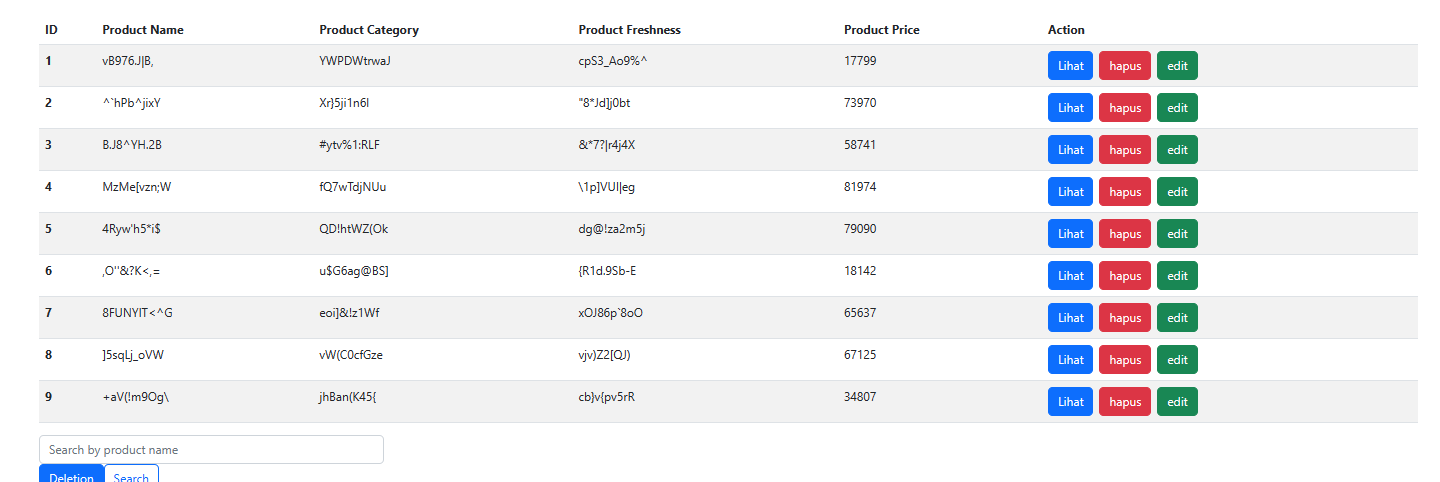 ID Product Name Product Category Product Freshness Product Price Action
1 vB976.J|B, YWPDWtrwaJ cpS3_Ao9%^ 17799 Lihat hapus edit
2 ^`hPb^jixY Xr}5ji1n6I "8*Jd]j0bt 73970 Lihat hapus edit
3 B.J8^YH.2B #ytv%1:RLF &*7?|r4j4X 58741 Lihat hapus edit
4 MzMe[vzn;W fQ7wTdjNUu \1p]VUI|eg 81974 Lihat hapus edit
5 4Ryw'h5*i$ QD!htWZ(Ok dg@!za2m5j 79090 Lihat hapus edit
6 ,O"&?K<,= u$G6ag@BS] {R1d.9Sb-E 18142 Lihat hapus edit
7 8FUNYIT<^G eoi]&!z1Wf xOJ86p`8oO 65637 Lihat hapus edit
8 ]5sqLj_oVW vW(C0cfGze vjv)Z2[QJ) 67125 Lihat hapus edit
9 +aV(!m9Og\ jhBan(K45{ cb}v{pv5rR 34807 Lihat hapus edit
Search by product name
Deletion Search